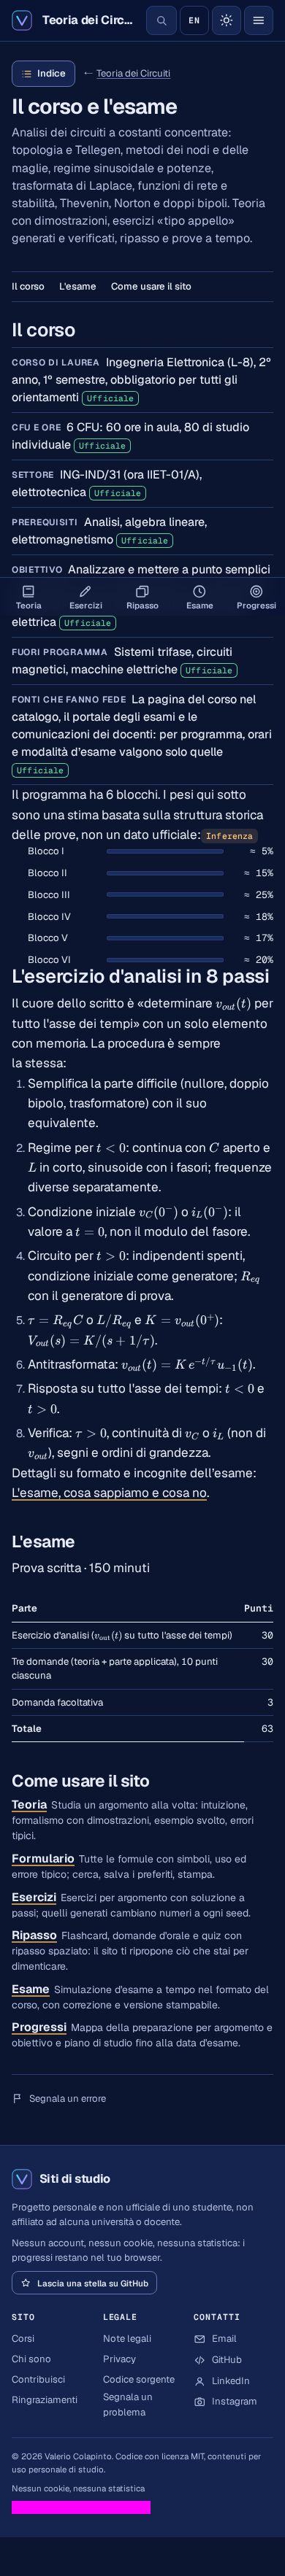 Teoria dei Circ... EN
Indice ← Teoria dei Circuiti
Il corso e l'esame
Analisi dei circuiti a costanti concentrate:
topologia e Tellegen, metodi dei nodi e delle
maglie, regime sinusoidale e potenze,
trasformata di Laplace, funzioni di rete e
stabilità, Thevenin, Norton e doppi bipoli. Teoria
con dimostrazioni, esercizi «tipo appello»
generati e verificati, ripasso e prove a tempo.
Il corso L'esame Come usare il sito
Il corso
CORSO DI LAUREA Ingegneria Elettronica (L-8), 2°
anno, 1° semestre, obbligatorio per tutti gli
orientamenti Ufficiale
CFU E ORE 6 CFU: 60 ore in aula, 80 di studio
individuale Ufficiale
SETTORE ING-IND/31 (ora IIET-01/A),
elettrotecnica Ufficiale
PREREQUISITI Analisi, algebra lineare,
elettromagnetismo Ufficiale
OBIETTIVO Analizzare e mettere a punto semplici
Teoria Esercizi Ripasso Esame Progressi
elettrica Ufficiale
FUORI PROGRAMMA Sistemi trifase, circuiti
magnetici, macchine elettriche Ufficiale
FONTI CHE FANNO FEDE La pagina del corso nel
catalogo, il portale degli esami e le
comunicazioni dei docenti: per programma, orari
e modalità d'esame valgono solo quelle
Ufficiale
Il programma ha 6 blocchi. I pesi qui sotto
sono una stima basata sulla struttura storica
delle prove, non un dato ufficiale: Inferenza
Blocco I ≈ 5%
Blocco II ≈ 15%
Blocco III ≈ 25%
Blocco IV ≈ 18%
Blocco V ≈ 17%
Blocco VI ≈ 20%
L'esercizio d'analisi in 8 passi
Il cuore dello scritto è «determinare v_out(t) per
tutto l'asse dei tempi» con un solo elemento
con memoria. La procedura è sempre
la stessa:
1. Semplifica la parte difficile (nullore, doppio
bipolo, trasformatore) con il suo
equivalente.
2. Regime per t < 0: continua con C aperto e
L in corto, sinusoide con i fasori; frequenze
diverse separatamente.
3. Condizione iniziale v_C(0⁻) o i_L(0⁻): il
valore a t = 0, non il modulo del fasore.
4. Circuito per t > 0: indipendenti spenti,
condizione iniziale come generatore; R_eq
con il generatore di prova.
5. τ = R_eq C o L/R_eq e K = v_out(0⁺):
V_out(s) = K/(s + 1/τ).
6. Antitrasformata: v_out(t) = K e^(−t/τ) u₋₁(t).
7. Risposta su tutto l'asse dei tempi: t < 0 e
t > 0.
8. Verifica: τ > 0, continuità di v_C o i_L (non di
v_out), segni e ordini di grandezza.
Dettagli su formato e incognite dell'esame:
L'esame, cosa sappiamo e cosa no.
L'esame
Prova scritta · 150 minuti
Parte Punti
Esercizio d'analisi (v_out(t) su tutto l'asse dei tempi) 30
Tre domande (teoria + parte applicata), 10 punti 30
ciascuna
Domanda facoltativa 3
Totale 63
Come usare il sito
Teoria Studia un argomento alla volta: intuizione,
formalismo con dimostrazioni, esempio svolto, errori
tipici.
Formulario Tutte le formule con simboli, uso ed
errore tipico; cerca, salva i preferiti, stampa.
Esercizi Esercizi per argomento con soluzione a
passi; quelli generati cambiano numeri a ogni seed.
Ripasso Flashcard, domande d'orale e quiz con
ripasso spaziato: il sito ti ripropone ciò che stai per
dimenticare.
Esame Simulazione d'esame a tempo nel formato del
corso, con correzione e versione stampabile.
Progressi Mappa della preparazione per argomento e
obiettivo e piano di studio fino alla data d'esame.
Segnala un errore
Siti di studio
Progetto personale e non ufficiale di uno studente, non
affiliato ad alcuna università o docente.
Nessun account, nessun cookie, nessuna statistica: i
progressi restano nel tuo browser.
Lascia una stella su GitHub
SITO
Corsi
Chi sono
Contribuisci
Ringraziamenti
LEGALE
Note legali
Privacy
Codice sorgente
Segnala un
problema
CONTATTI
Email
GitHub
LinkedIn
Instagram
© 2026 Valerio Colapinto. Codice con licenza MIT, contenuti per
uso personale di studio.
Nessun cookie, nessuna statistica